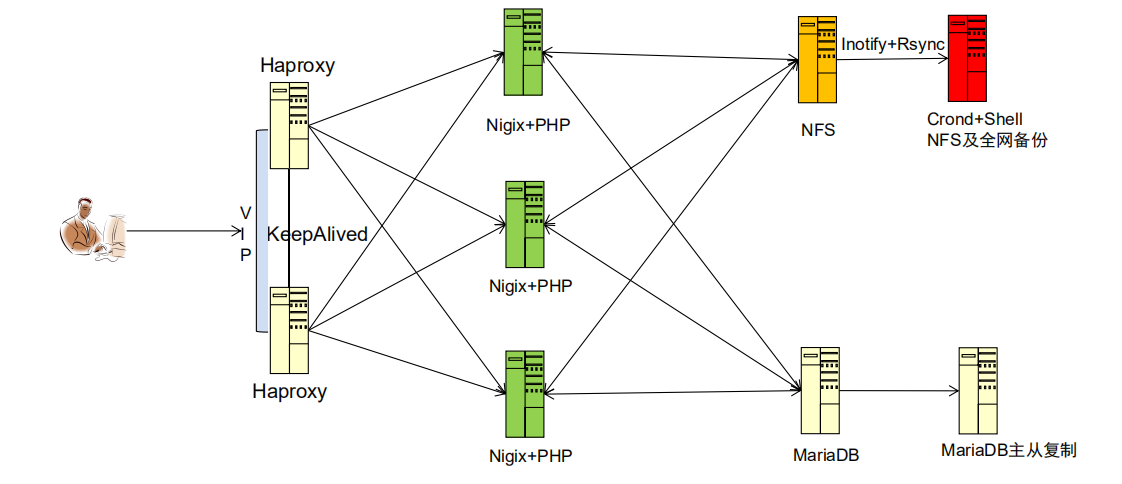 Haproxy
V
I
P
KeepAlived
Haproxy
Nigix+PHP
Nigix+PHP
Nigix+PHP
NFS
Inotify+Rsync
Crond+Shell
NFS及全网备份
MariaDB
MariaDB主从复制